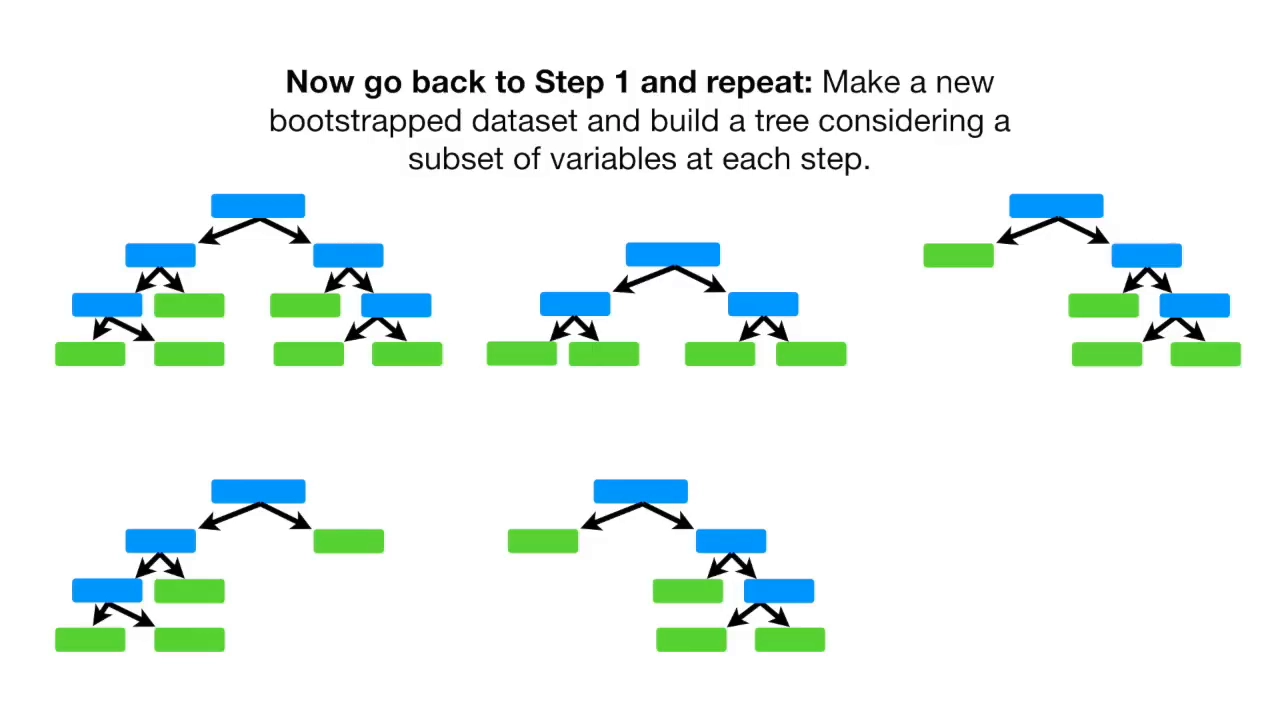 Now go back to Step 1 and repeat: Make a new
bootstrapped dataset and build a tree considering a
subset of variables at each step.